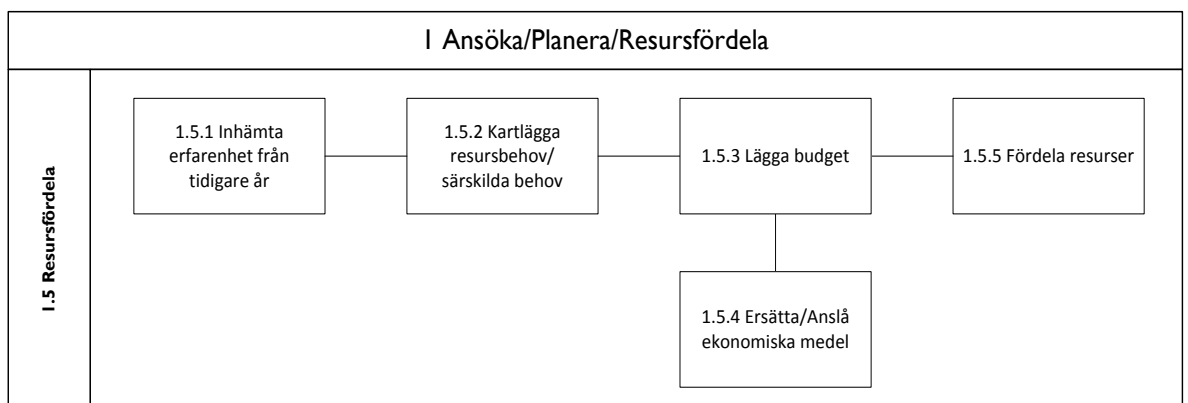 1 Ansöka/Planera/Resursfördela
1.5 Resursfördela
1.5.1 Inhämta
erfarenhet från
tidigare år
1.5.2 Kartlägga
resursbehov/
särskilda behov
1.5.3 Lägga budget
1.5.5 Fördela resurser
1.5.4 Ersätta/Anslå
ekonomiska medel